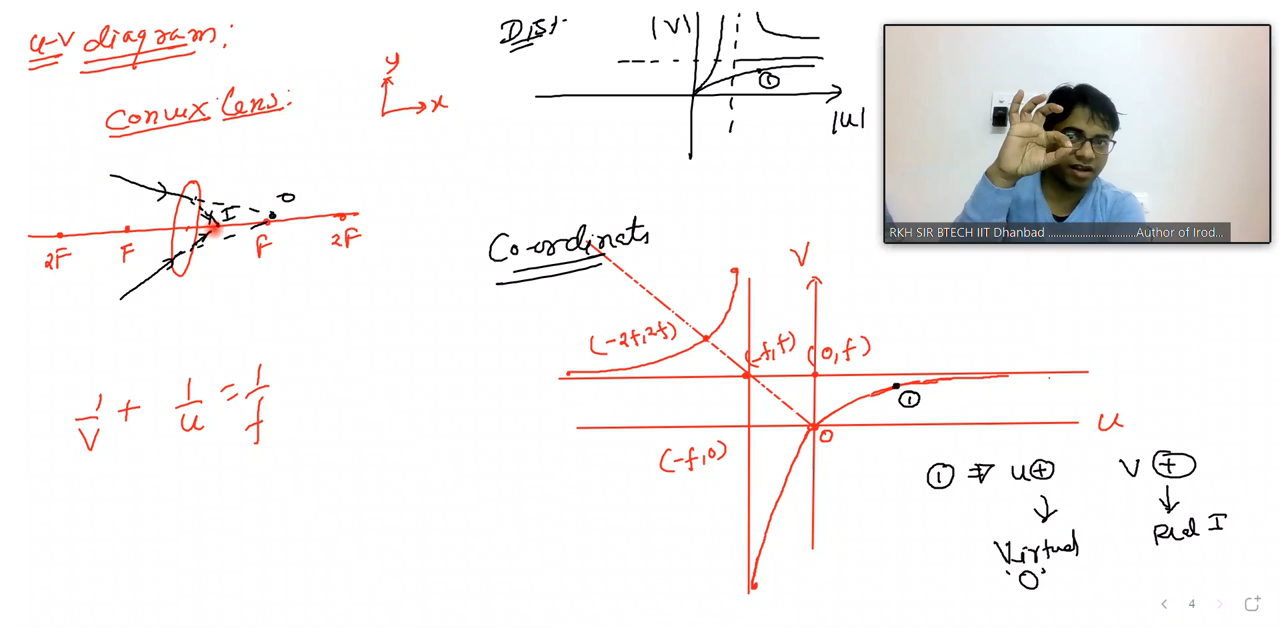 u-v diagram:
Convex lens:
y
x
O
I
2F F F 2F
1/v + 1/u = 1/f
Dist:
|V|
①
|u|
RKH SIR BTECH IIT Dhanbad ........................................Author of Irod...
Co-ordinats
V
(-2f,2f) (-f,f) (0,f)
①
u
O
(-f,0)
① ⇒ u⊕ V ⊕
↓ ↓
Virtual Real I
'O'
< 4 >